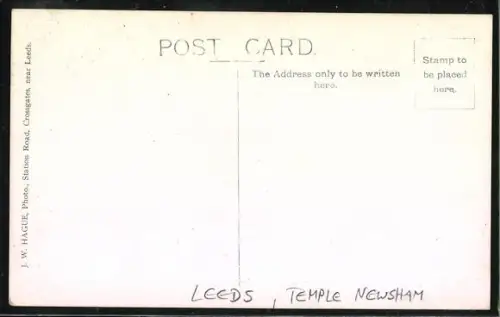 POST CARD.
The Address only to be written
here.
Stamp to
be placed
here.
J. W. HAGUE, Photo., Station Road, Crossgates, near Leeds.
LEEDS, TEMPLE NEWSHAM